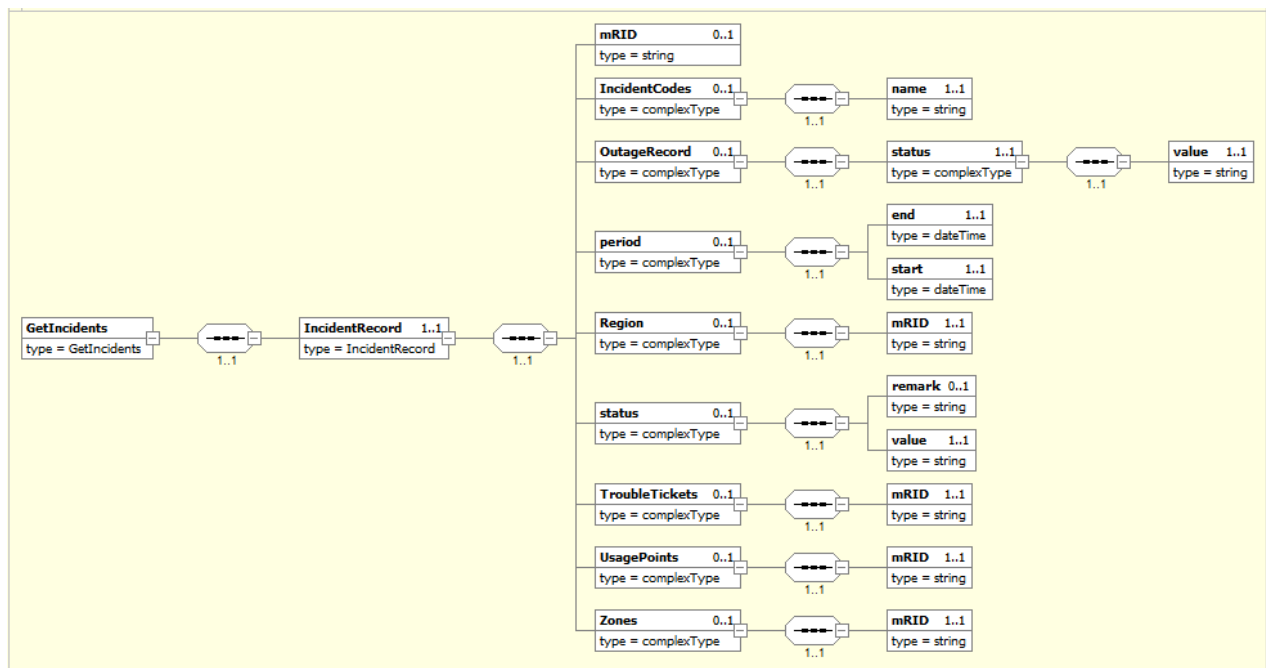 mRID 0..1
type = string
IncidentCodes 0..1
type = complexType
1..1
name 1..1
type = string
OutageRecord 0..1
type = complexType
1..1
status 1..1
type = complexType
1..1
value 1..1
type = string
period 0..1
type = complexType
1..1
end 1..1
type = dateTime
start 1..1
type = dateTime
GetIncidents
type = GetIncidents
1..1
IncidentRecord 1..1
type = IncidentRecord
1..1
Region 0..1
type = complexType
1..1
mRID 1..1
type = string
status 0..1
type = complexType
1..1
remark 0..1
type = string
value 1..1
type = string
TroubleTickets 0..1
type = complexType
1..1
mRID 1..1
type = string
UsagePoints 0..1
type = complexType
1..1
mRID 1..1
type = string
Zones 0..1
type = complexType
1..1
mRID 1..1
type = string